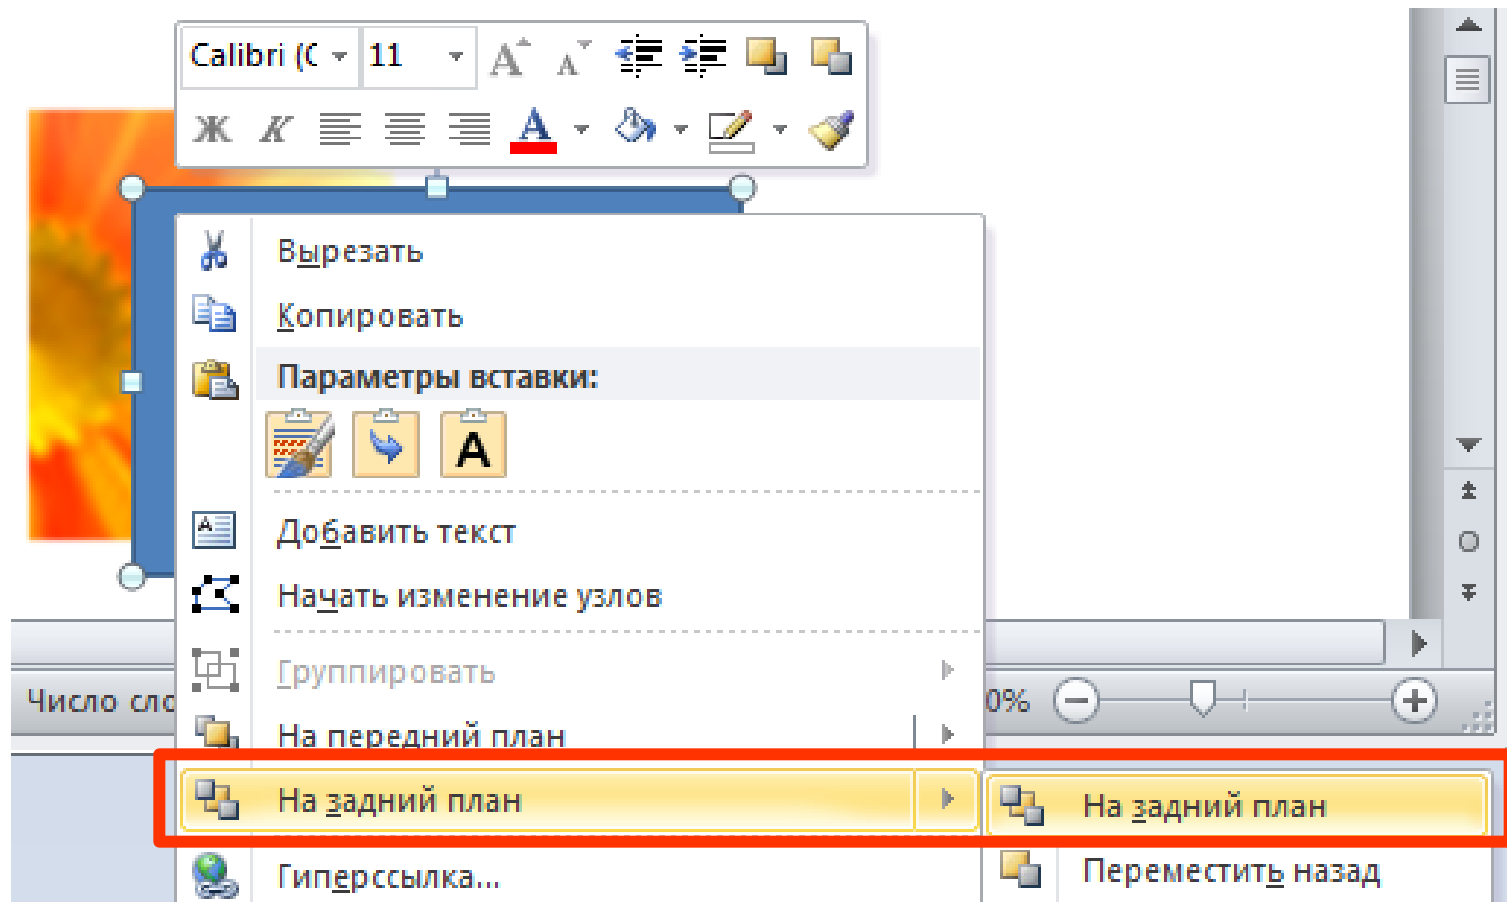 Calibri (С 11
Ж К
А
Вырезать
Копировать
Параметры вставки:
А
Добавить текст
Начать изменение узлов
Группировать
Число сло
0%
На передний план
На задний план
На задний план
Гиперссылка...
Переместить назад